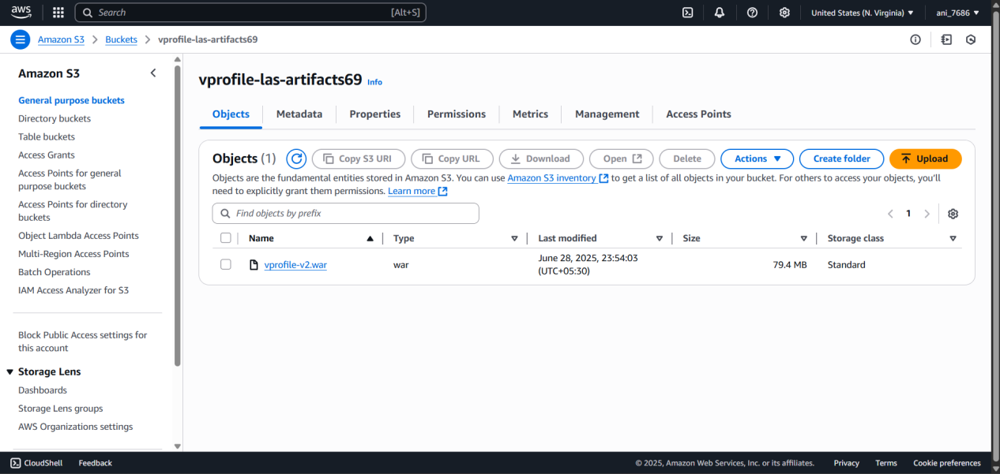 aws
Search [Alt+S]
United States (N. Virginia) ▼
ani_7686 ▼
Amazon S3 > Buckets > vprofile-las-artifacts69
Amazon S3
General purpose buckets
Directory buckets
Table buckets
Access Grants
Access Points for general
purpose buckets
Access Points for directory
buckets
Object Lambda Access Points
Multi-Region Access Points
Batch Operations
IAM Access Analyzer for S3
Block Public Access settings for
this account
▼ Storage Lens
Dashboards
Storage Lens groups
AWS Organizations settings
vprofile-las-artifacts69 Info
Objects Metadata Properties Permissions Metrics Management Access Points
Objects (1) Copy S3 URI Copy URL Download Open Delete Actions ▼ Create folder Upload
Objects are the fundamental entities stored in Amazon S3. You can use Amazon S3 inventory to get a list of all objects in your bucket. For others to access your objects, you'll
need to explicitly grant them permissions. Learn more
Find objects by prefix
< 1 >
Name Type Last modified Size Storage class
vprofile-v2.war war June 28, 2025, 23:54:03 79.4 MB Standard
(UTC+05:30)
CloudShell Feedback © 2025, Amazon Web Services, Inc. or its affiliates. Privacy Terms Cookie preferences